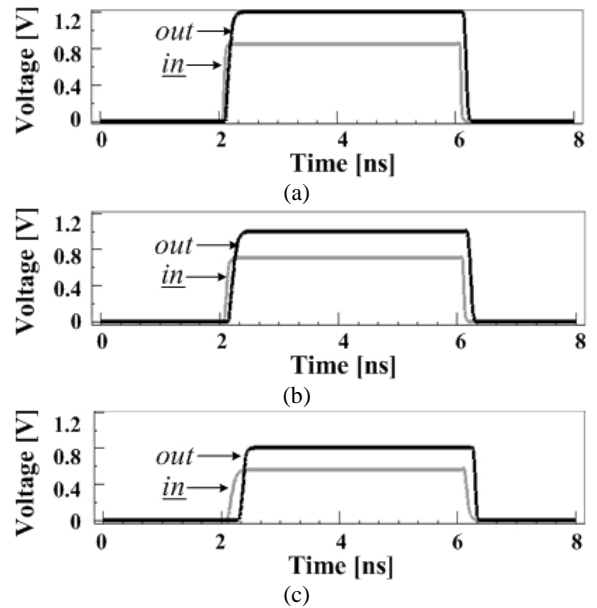 Voltage [V]
1.2
0.8
0.4
0
out
in
0
2
4
6
8
Time [ns]
(a)
Voltage [V]
1.2
0.8
0.4
0
out
in
0
2
4
6
8
Time [ns]
(b)
Voltage [V]
1.2
0.8
0.4
0
out
in
0
2
4
6
8
Time [ns]
(c)